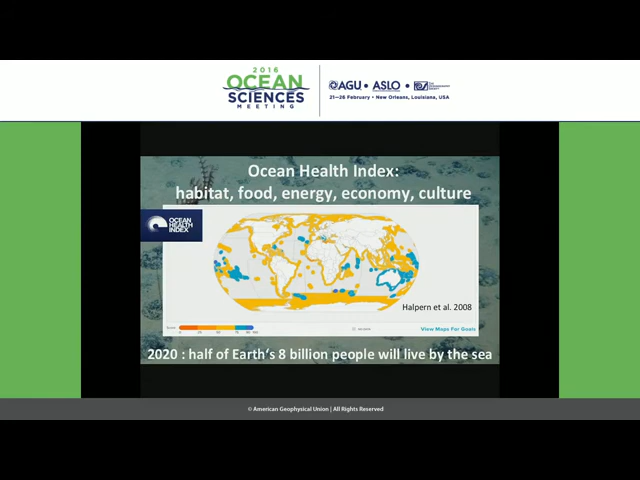 2016
OCEAN
SCIENCES
MEETING
AGU • ASLO •
21–26 February • New Orleans, Louisiana, USA
Ocean Health Index:
habitat, food, energy, economy, culture
OCEAN
HEALTH
INDEX
Halpern et al. 2008
View Maps For Goals
2020 : half of Earth‘s 8 billion people will live by the sea
© American Geophysical Union | All Rights Reserved